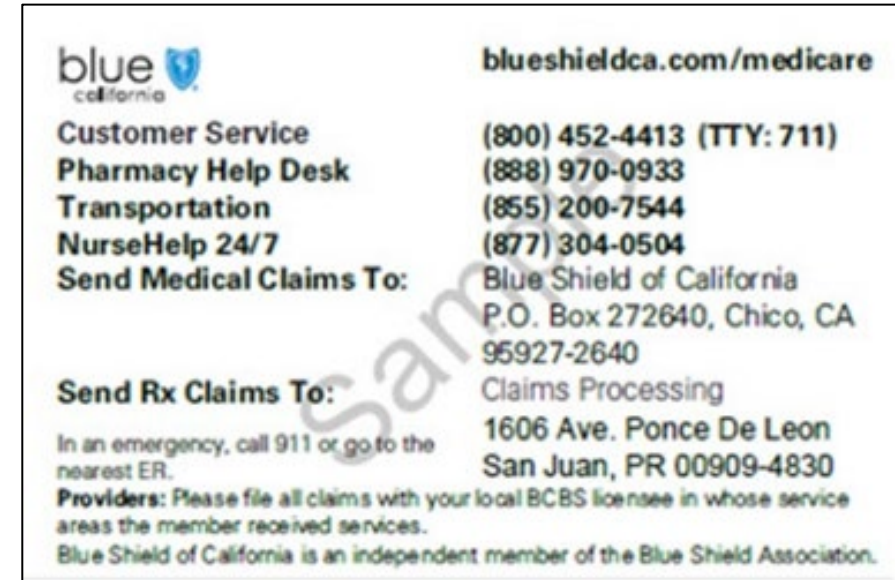 blue
california
blueshieldca.com/medicare
Customer Service (800) 452-4413 (TTY: 711)
Pharmacy Help Desk (888) 970-0933
Transportation (855) 200-7544
NurseHelp 24/7 (877) 304-0504
Send Medical Claims To: Blue Shield of California
P.O. Box 272640, Chico, CA
95927-2640
Send Rx Claims To: Claims Processing
1606 Ave. Ponce De Leon
San Juan, PR 00909-4830
In an emergency, call 911 or go to the
nearest ER.
Providers: Please file all claims with your local BCBS licensee in whose service
areas the member received services.
Blue Shield of California is an independent member of the Blue Shield Association.
Sample